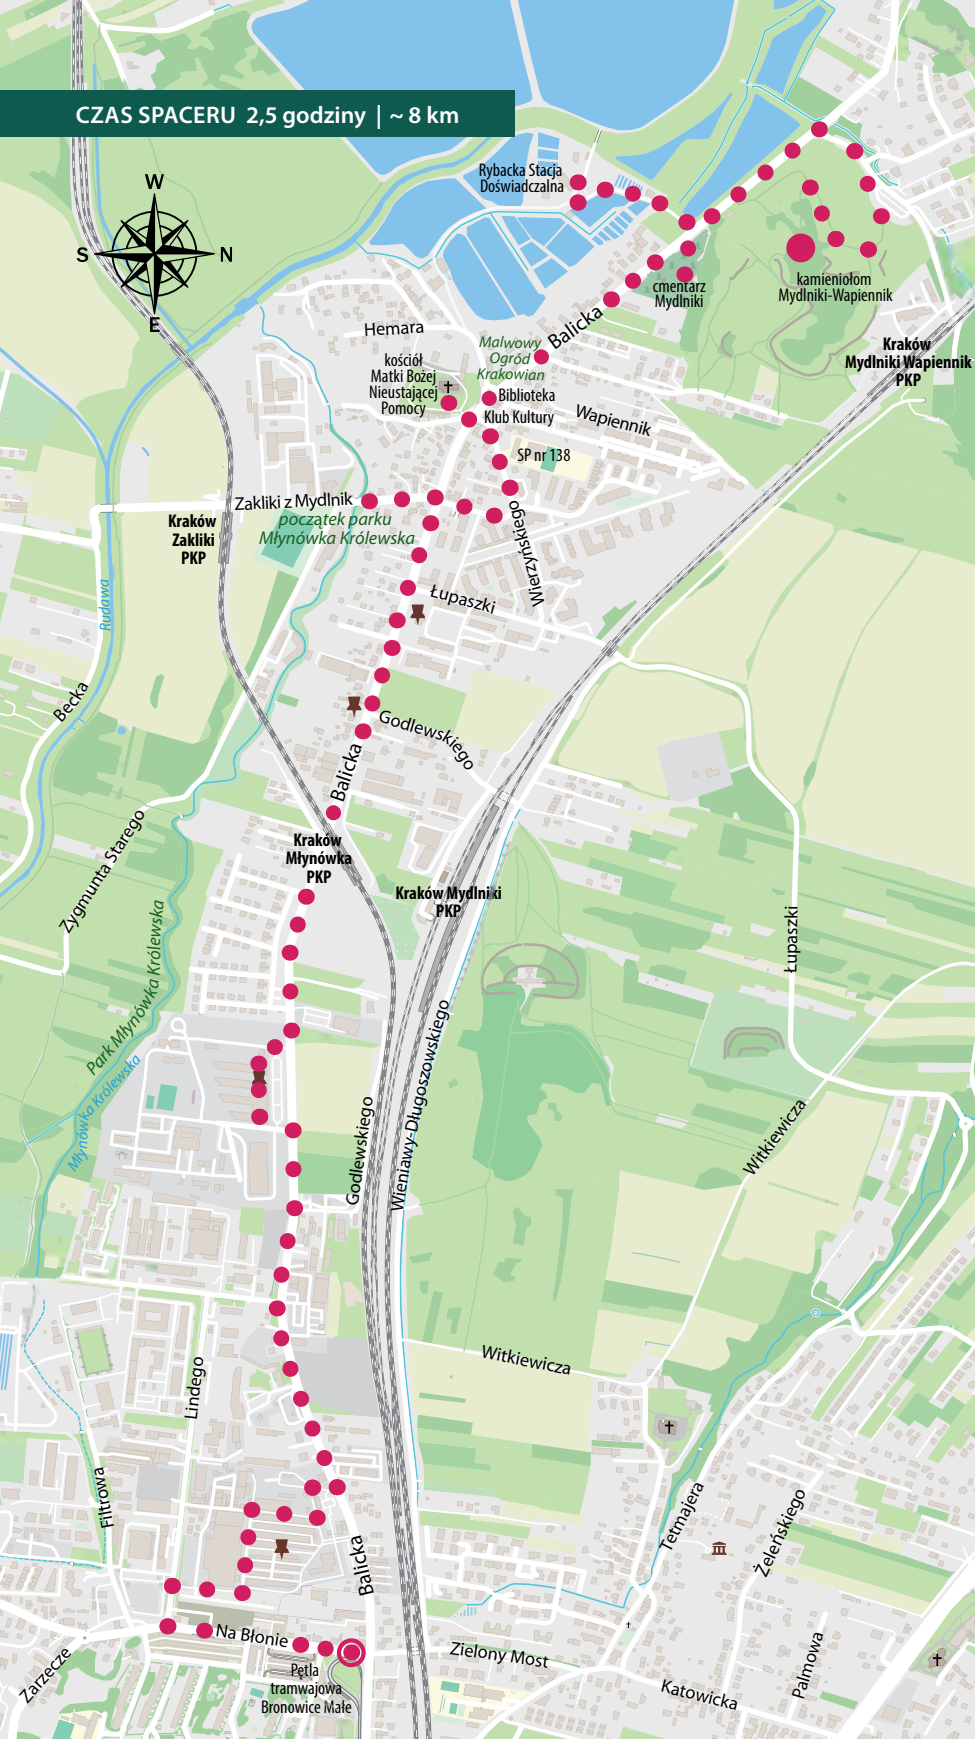 CZAS SPACERU 2,5 godziny | ~ 8 km
W
S
N
E
Rybacka Stacja
Doświadczalna
cmentarz
Mydlniki
kamieniołom
Mydlniki-Wapiennik
Balicka
Hemara
Malwowy
Ogród
Krakowian
Kraków
Mydlniki Wapiennik
PKP
kościół
Matki Bożej
Nieustającej
Pomocy
Biblioteka
Klub Kultury
Wapiennik
SP nr 138
Zakliki z Mydlnik
początek parku
Młynówka Królewska
Kraków
Zakliki
PKP
Wierzyńskiego
Rudawa
Łupaszki
Becka
Godlewskiego
Balicka
Zygmunta Starego
Kraków
Młynówka
PKP
Kraków Mydlniki
PKP
Park Młynówka Królewska
Łupaszki
Młynówka Królewska
Godlewskiego
Wieniawy-Długoszowskiego
Witkiewicza
Witkiewicza
Lindego
Filtrowa
Tetmajera
Żeleńskiego
Balicka
Na Błonie
Zarzecze
Pętla
tramwajowa
Bronowice Małe
Zielony Most
Katowicka
Palmowa